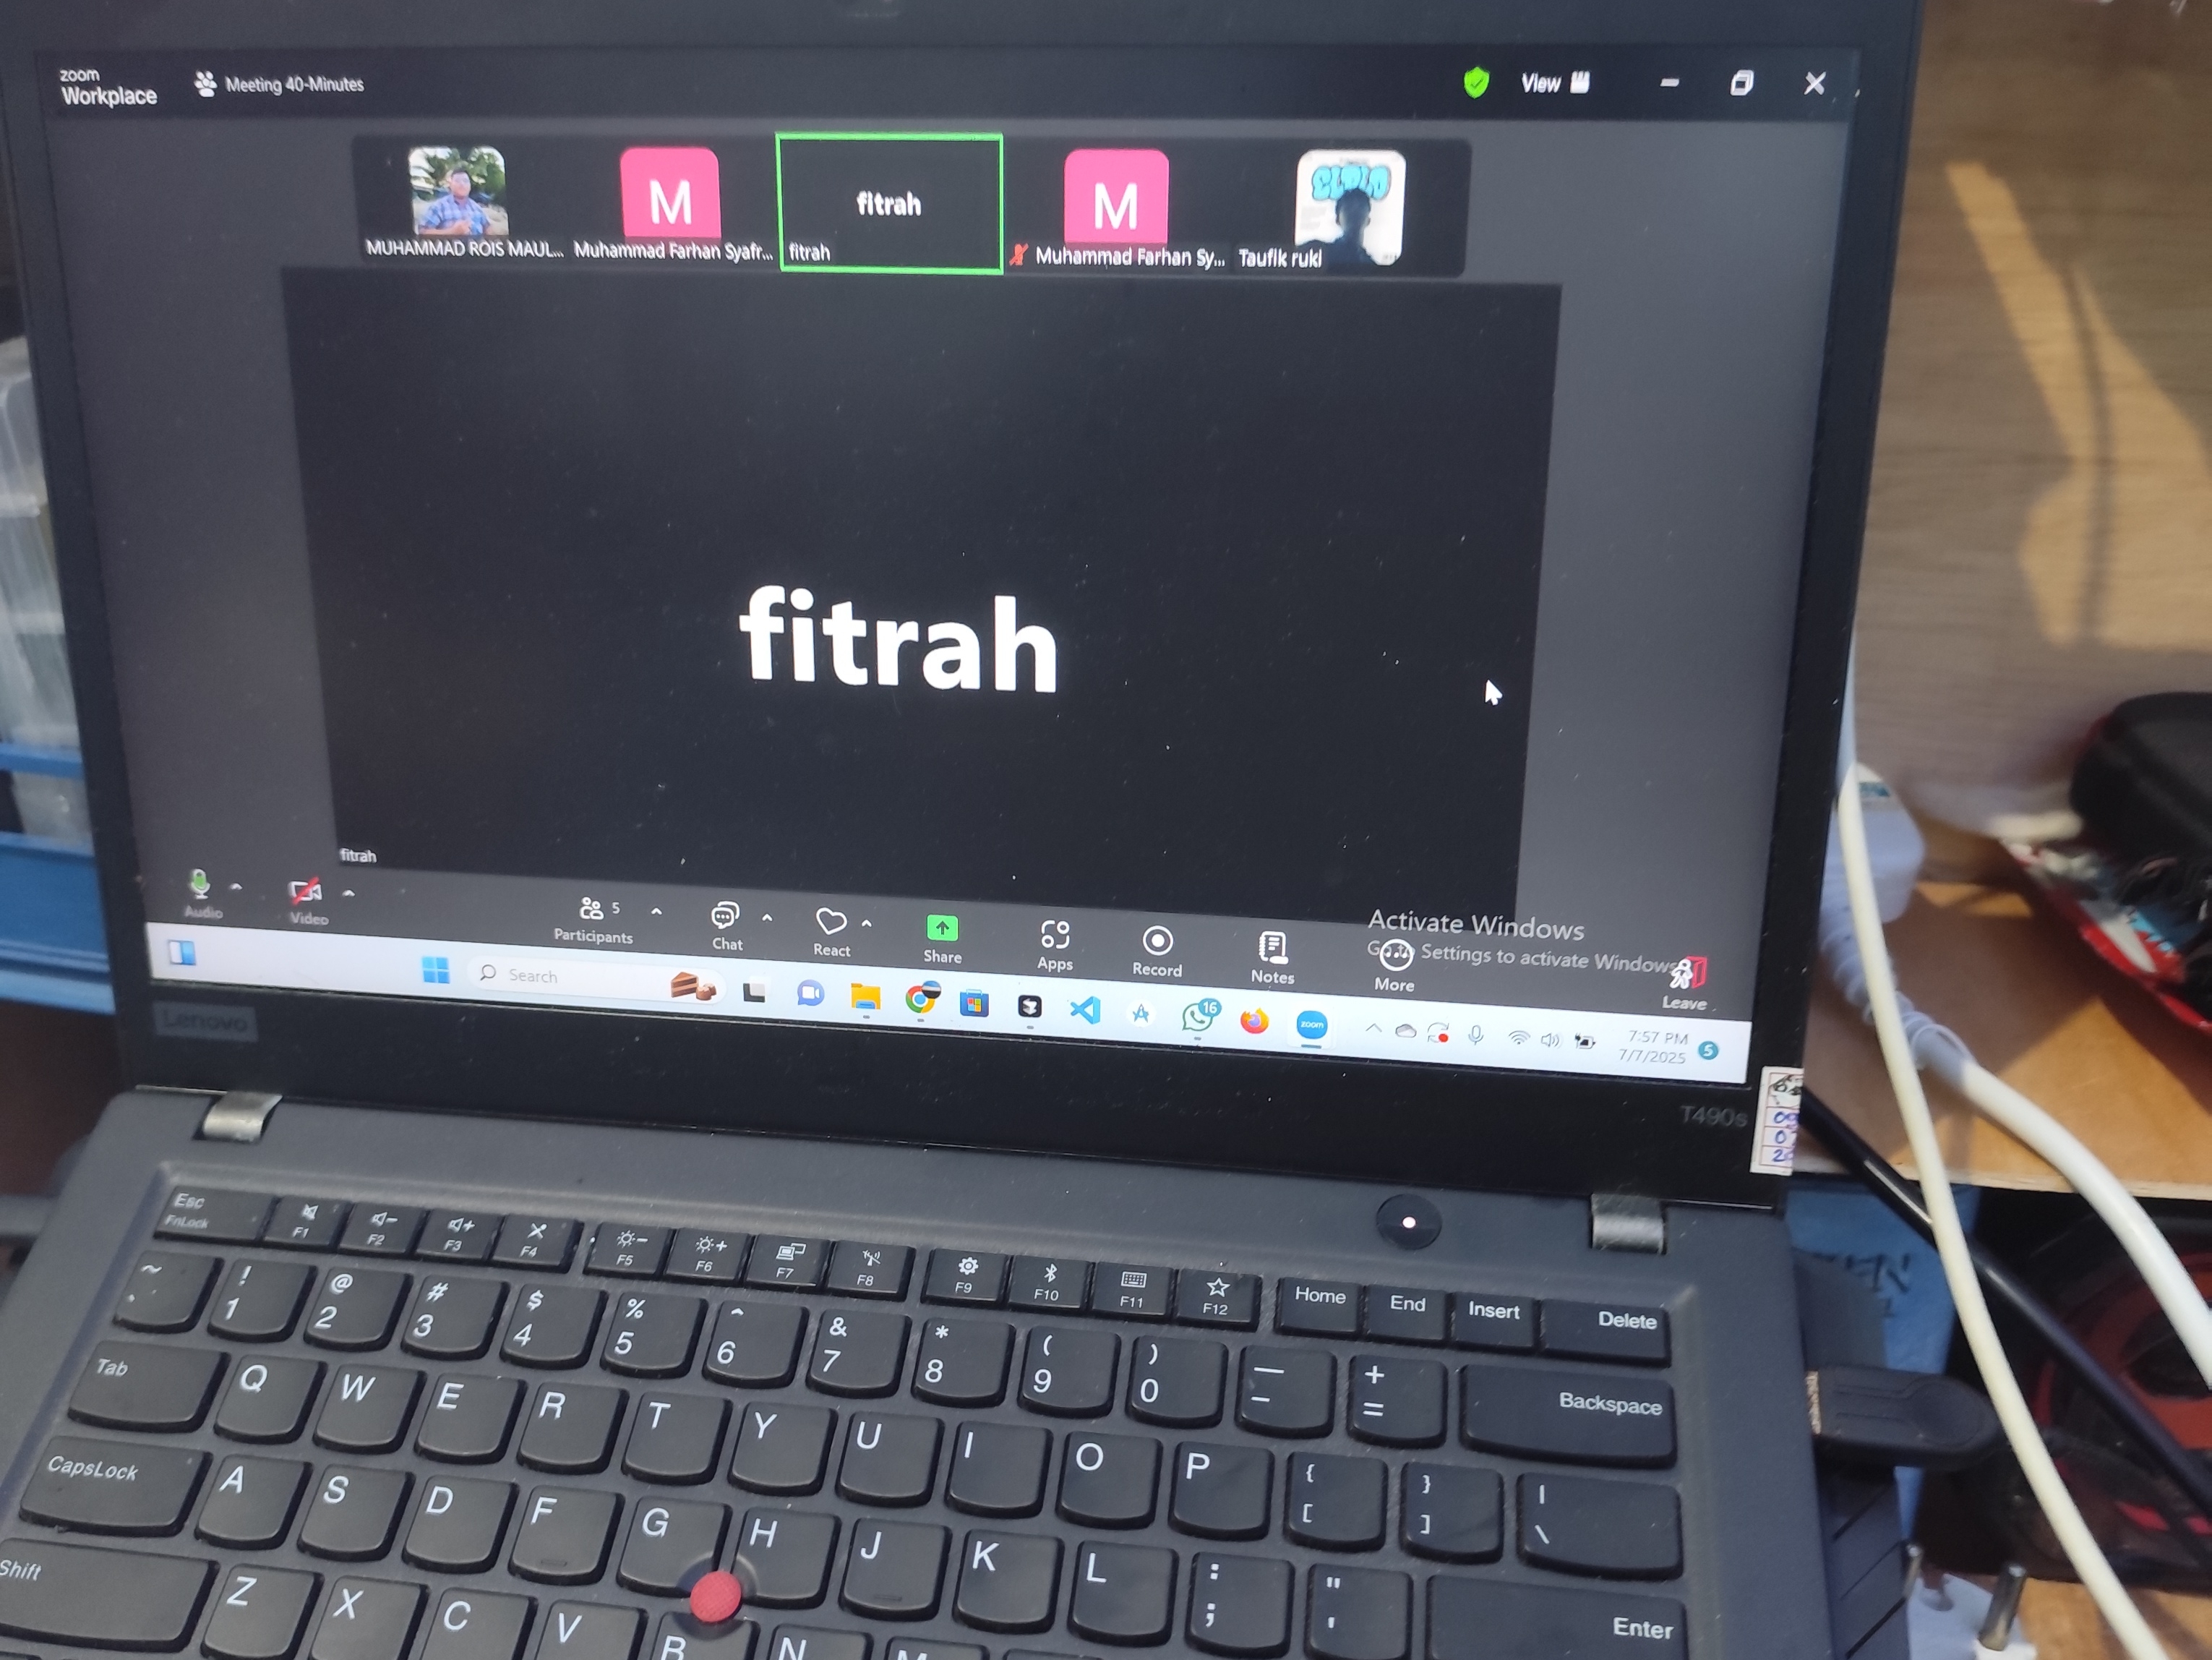 zoom
Workplace
Meeting 40-Minutes
View
M
fitrah
M
MUHAMMAD ROIS MAUL...
Muhammad Farhan Syafr...
fitrah
Muhammad Farhan Sy...
Taufik ruki
fitrah
fitrah
Audio
Video
5
Participants
Chat
React
Share
Apps
Record
Notes
More
Leave
Activate Windows
Settings to activate Windows
Search
16
zoom
7:57 PM
7/7/2025
5
Lenovo
T490s
Esc
FnLock
F1
F2
F3
F4
F5
F6
F7
F8
F9
F10
F11
F12
Home
End
Insert
Delete
~ ! @ # $ % ^ & * ( ) — +
` 1 2 3 4 5 6 7 8 9 0 - =
Backspace
Tab
Q W E R T Y U I O P { [ } ] | \
CapsLock
A S D F G H J K L : ; " '
Enter
Shift
Z X C V B N M